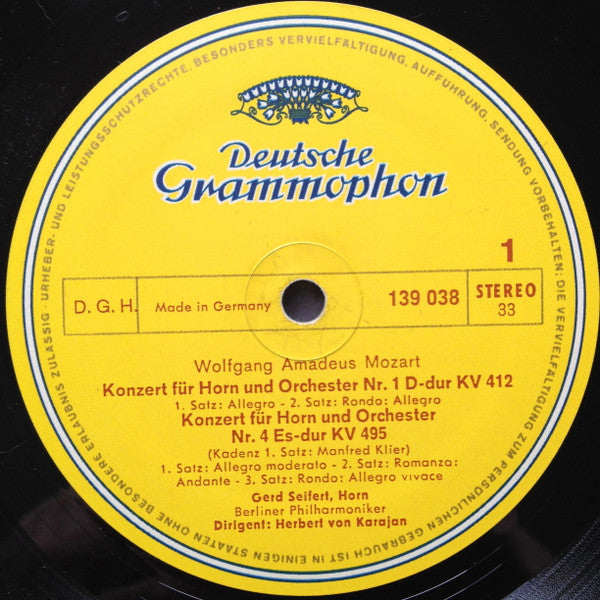 URHEBER- UND LEISTUNGSSCHUTZRECHTE, BESONDERS VERVIELFÄLTIGUNG, AUFFÜHRUNG, SENDUNG VORBEHALTEN; DIE VERVIELFÄLTIGUNG ZUM PERSÖNLICHEN GEBRAUCH IST IN EINIGEN STAATEN OHNE BESONDERE ERLAUBNIS ZULÄSSIG ·
Deutsche
Grammophon
1
D. G. H. Made in Germany 139 038 STEREO
33
Wolfgang Amadeus Mozart
Konzert für Horn und Orchester Nr. 1 D-dur KV 412
1. Satz: Allegro - 2. Satz: Rondo: Allegro
Konzert für Horn und Orchester
Nr. 4 Es-dur KV 495
(Kadenz 1. Satz: Manfred Klier)
1. Satz: Allegro moderato - 2. Satz: Romanza:
Andante - 3. Satz: Rondo: Allegro vivace
Gerd Seifert, Horn
Berliner Philharmoniker
Dirigent: Herbert von Karajan